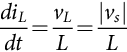 di_L/dt = v_L/L = |v_s|/L